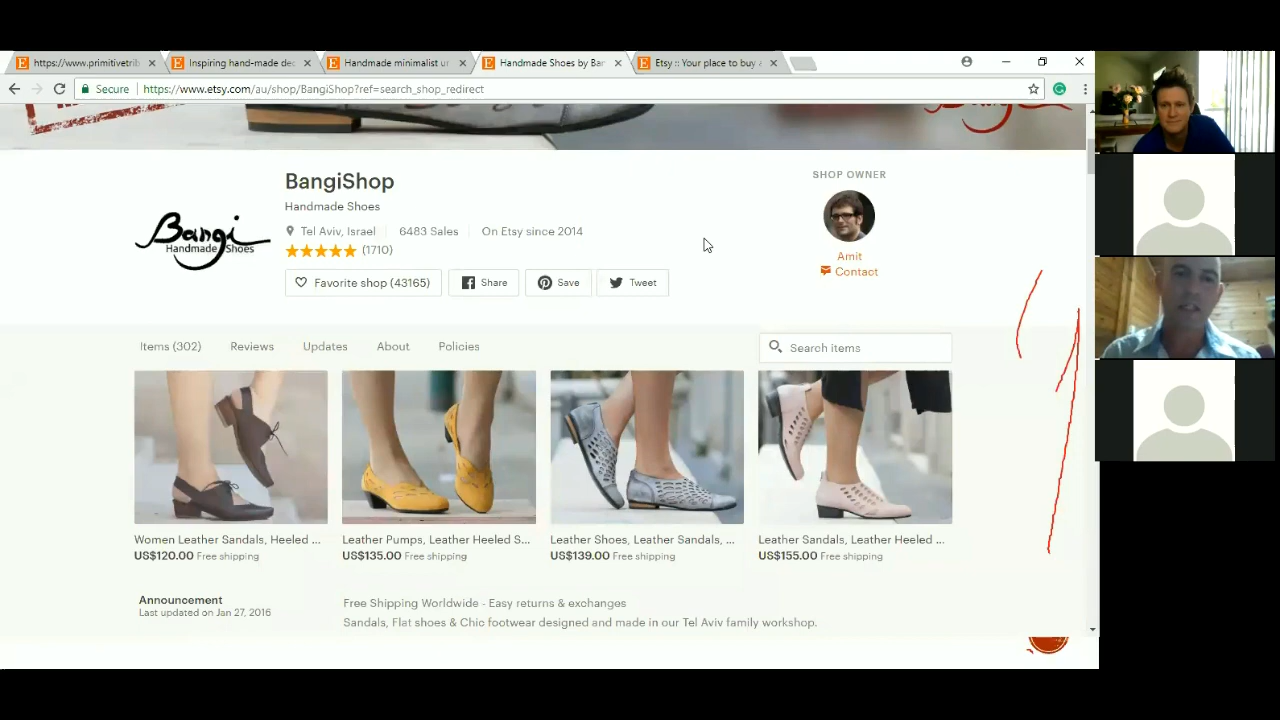 https://www.primitivetrib
Inspiring hand-made dec
Handmade minimalist ur
Handmade Shoes by Ban
Etsy :: Your place to buy a
Secure
https://www.etsy.com/au/shop/BangiShop?ref=search_shop_redirect
BangiShop
Handmade Shoes
Tel Aviv, Israel
6483 Sales
On Etsy since 2014
(1710)
Bangi
Handmade Shoes
Favorite shop (43165)
Share
Save
Tweet
SHOP OWNER
Amit
Contact
Items (302)
Reviews
Updates
About
Policies
Search items
Women Leather Sandals, Heeled ...
US$120.00 Free shipping
Leather Pumps, Leather Heeled S...
US$135.00 Free shipping
Leather Shoes, Leather Sandals, ...
US$139.00 Free shipping
Leather Sandals, Leather Heeled ...
US$155.00 Free shipping
Announcement
Last updated on Jan 27, 2016
Free Shipping Worldwide - Easy returns & exchanges
Sandals, Flat shoes & Chic footwear designed and made in our Tel Aviv family workshop.